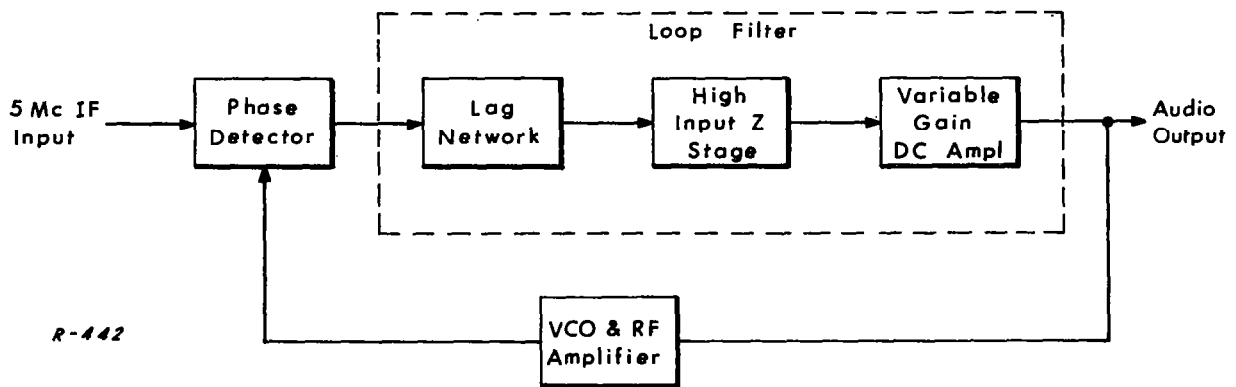 Loop Filter
5 Mc IF
Input
Phase
Detector
Lag
Network
High
Input Z
Stage
Variable
Gain
DC Ampl
Audio
Output
R-442
VCO & RF
Amplifier